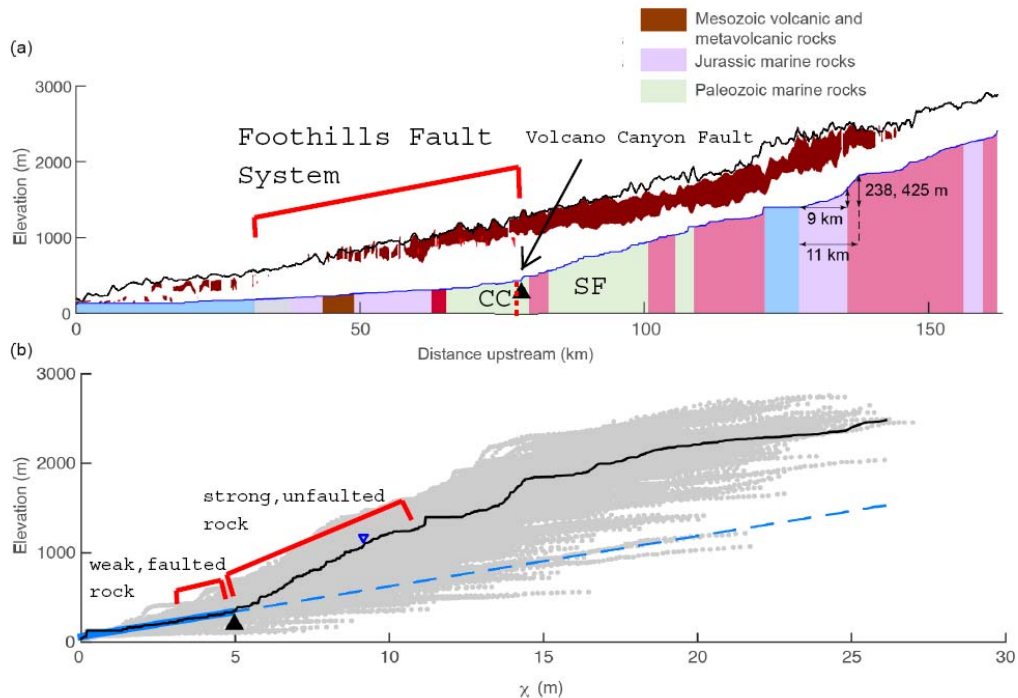 (a)
Mesozoic volcanic and
metavolcanic rocks
Jurassic marine rocks
Paleozoic marine rocks
3000
2000
1000
0
Elevation (m)
Foothills Fault
System
Volcano Canyon Fault
238, 425 m
9 km
11 km
CC
SF
0
50
100
150
Distance upstream (km)
(b)
3000
2000
1000
0
Elevation (m)
strong,unfaulted
rock
weak,faulted
rock
0
5
10
15
20
25
30
χ (m)